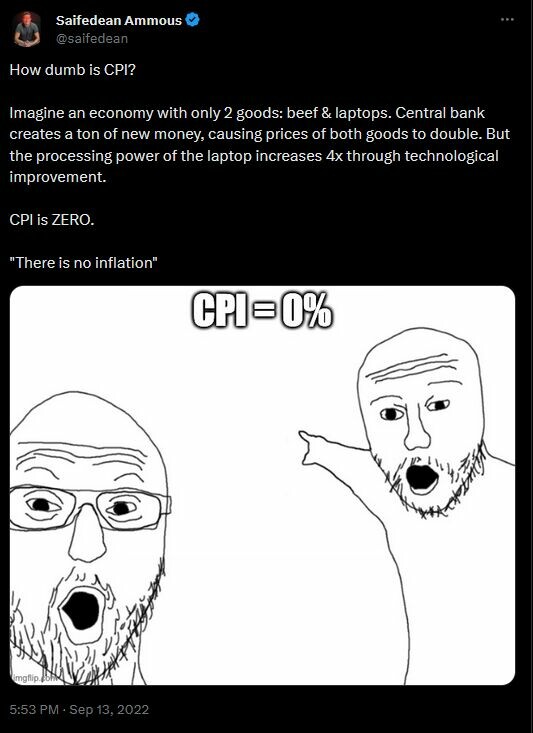 Saifedean Ammous
@saifedean
How dumb is CPI?
Imagine an economy with only 2 goods: beef & laptops. Central bank
creates a ton of new money, causing prices of both goods to double. But
the processing power of the laptop increases 4x through technological
improvement.
CPI is ZERO.
"There is no inflation"
CPI = 0%
imgflip.com
5:53 PM · Sep 13, 2022